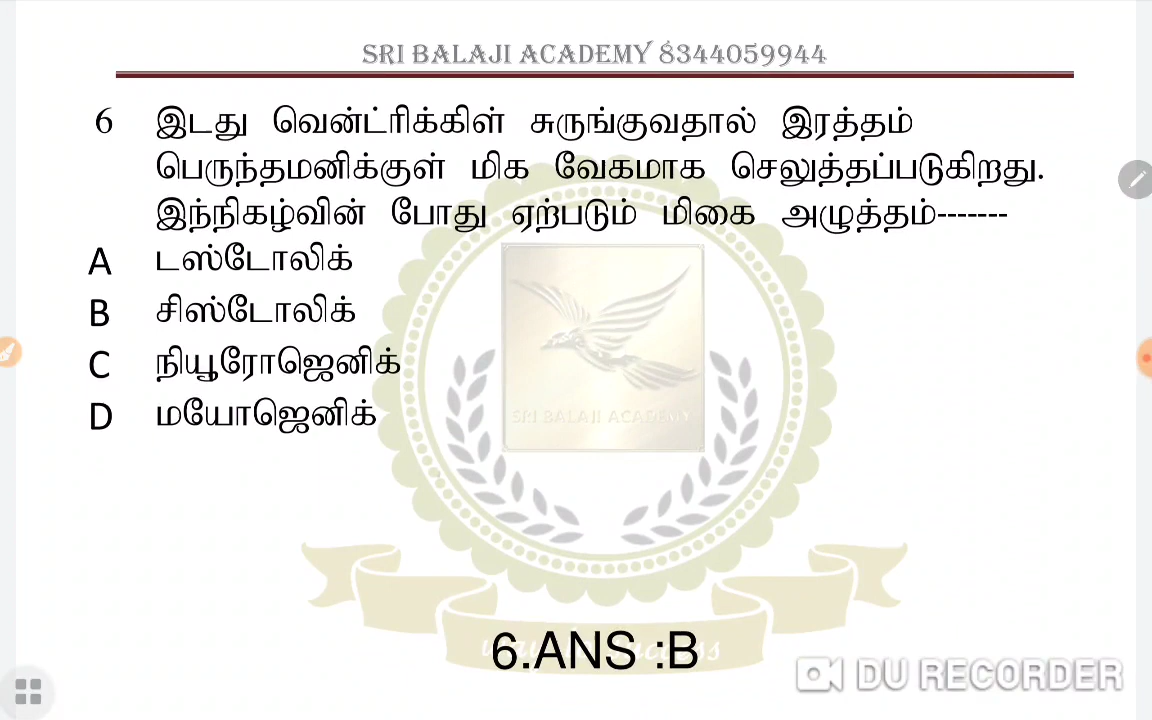 SRI BALAJI ACADEMY 8344059944
6 இடது வென்ட்ரிக்கிள் சுருங்குவதால் இரத்தம்
பெருந்தமனிக்குள் மிக வேகமாக செலுத்தப்படுகிறது.
இந்நிகழ்வின் போது ஏற்படும் மிகை அழுத்தம்-------
A டஸ்டோலிக்
B சிஸ்டோலிக்
C நியூரோஜெனிக்
D மயோஜெனிக்
SRI BALAJI ACADEMY
6.ANS :B
DU RECORDER